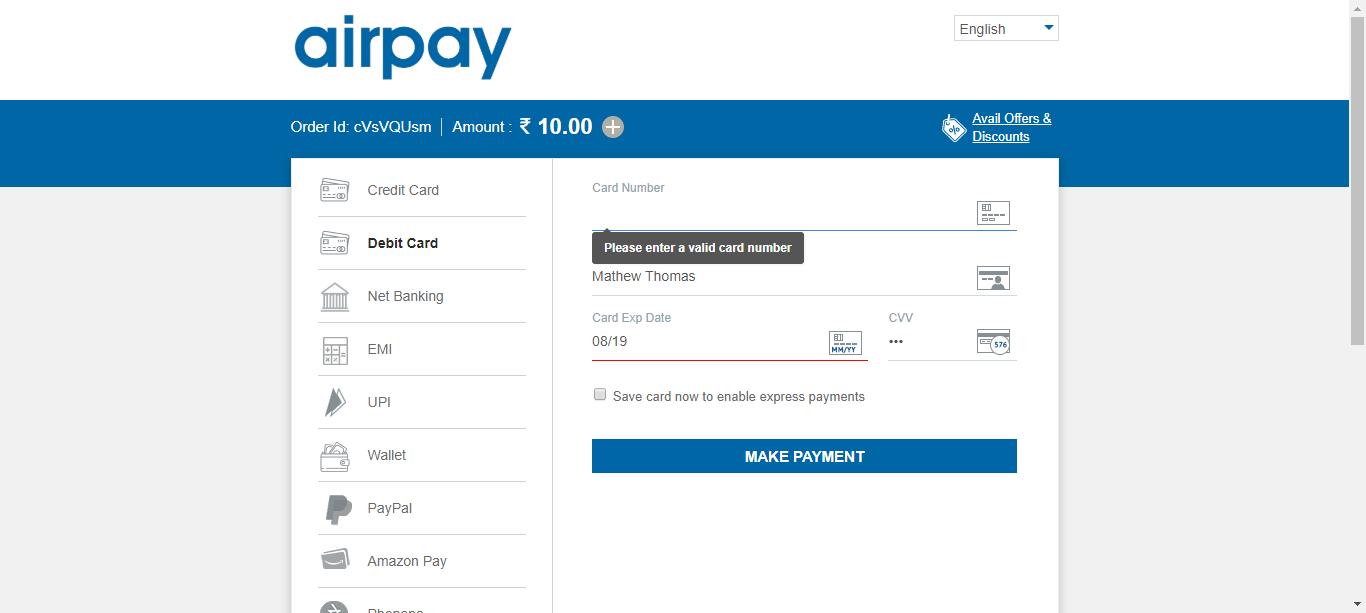 airpay
English
Order Id: cVsVQUsm | Amount : ₹ 10.00 +
Avail Offers &
Discounts
Credit Card
Debit Card
Net Banking
EMI
UPI
Wallet
PayPal
Amazon Pay
Phonepe
Card Number
Please enter a valid card number
Mathew Thomas
Card Exp Date
08/19
MM/YY
CVV
•••
576
Save card now to enable express payments
MAKE PAYMENT